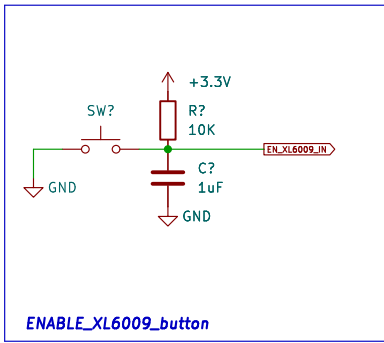 +3.3V
SW?
R?
10K
EN_XL6009_IN
C?
1uF
GND
GND
ENABLE_XL6009_button